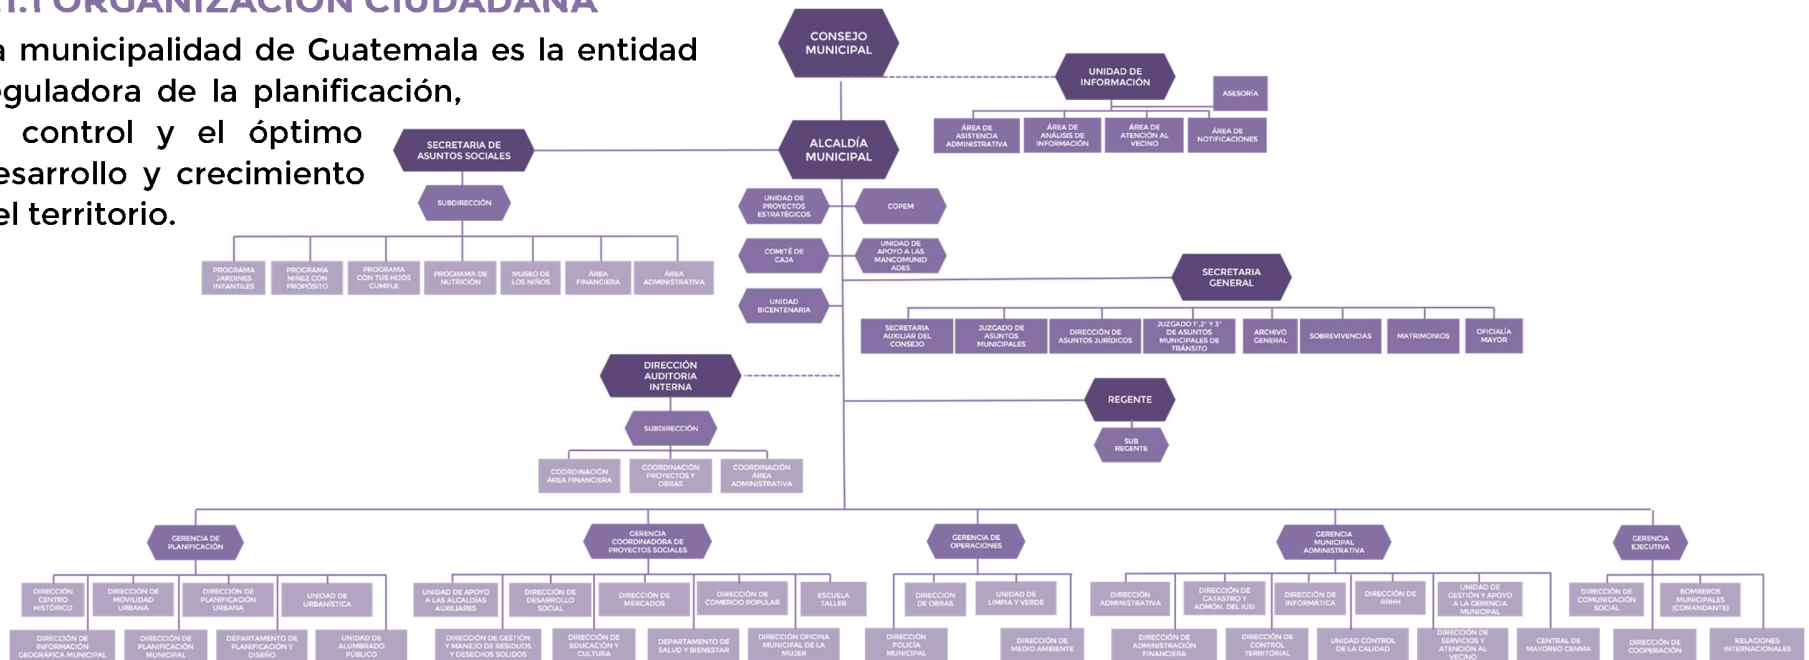 .1.1 ORGANIZACIÓN CIUDADANA
a municipalidad de Guatemala es la entidad
eguladora de la planificación,
control y el óptimo
esarrollo y crecimiento
el territorio.
CONSEJO
MUNICIPAL
UNIDAD DE
INFORMACIÓN
ASESORÍA
ÁREA DE
ASISTENCIA
ADMINISTRATIVA
ÁREA DE
ANÁLISIS DE
INFORMACIÓN
ÁREA DE
ATENCIÓN AL
VECINO
ÁREA DE
NOTIFICACIONES
SECRETARIA DE
ASUNTOS SOCIALES
ALCALDÍA
MUNICIPAL
SUBDIRECCIÓN
PROGRAMA
JARDINES
INFANTILES
PROGRAMA
NIÑEZ CON
PROPÓSITO
PROGRAMA
CON TUS HIJOS
CUMPLE
PROGRAMA DE
NUTRICIÓN
MUSEO DE
LOS NIÑOS
ÁREA
FINANCIERA
ÁREA
ADMINISTRATIVA
UNIDAD DE
PROYECTOS
ESTRATÉGICOS
COPEM
COMITÉ DE
CAJA
UNIDAD DE
APOYO A LAS
MANCOMUNID
ADES
UNIDAD
BICENTENARIA
SECRETARIA
GENERAL
SECRETARIA
AUXILIAR DEL
CONSEJO
JUZGADO DE
ASUNTOS
MUNICIPALES
DIRECCIÓN DE
ASUNTOS JURÍDICOS
JUZGADO 1°,2° Y 3°
DE ASUNTOS
MUNICIPALES DE
TRÁNSITO
ARCHIVO
GENERAL
SOBREVIVENCIAS
MATRIMONIOS
OFICIALÍA
MAYOR
DIRECCIÓN
AUDITORIA
INTERNA
SUBDIRECCIÓN
COORDINACIÓN
ÁREA FINANCIERA
COORDINACIÓN
PROYECTOS Y
OBRAS
COORDINACIÓN
ÁREA
ADMINISTRATIVA
REGENTE
SUB
REGENTE
GERENCIA DE
PLANIFICACIÓN
GERENCIA
COORDINADORA DE
PROYECTOS SOCIALES
GERENCIA DE
OPERACIONES
GERENCIA
MUNICIPAL
ADMINISTRATIVA
GERENCIA
EJECUTIVA
DIRECCIÓN
CENTRO
HISTÓRICO
DIRECCIÓN DE
MOVILIDAD
URBANA
DIRECCIÓN DE
PLANIFICACIÓN
URBANA
UNIDAD DE
URBANÍSTICA
DIRECCIÓN DE
INFORMACIÓN
GEOGRÁFICA MUNICIPAL
DIRECCIÓN DE
PLANIFICACIÓN
MUNICIPAL
DEPARTAMENTO DE
PLANIFICACIÓN Y
DISEÑO
UNIDAD DE
ALUMBRADO
PÚBLICO
UNIDAD DE APOYO
A LAS ALCALDÍAS
AUXILIARES
DIRECCIÓN DE
DESARROLLO
SOCIAL
DIRECCIÓN DE
MERCADOS
DIRECCIÓN DE
COMERCIO POPULAR
ESCUELA
TALLER
DIRECCIÓN DE GESTIÓN
Y MANEJO DE RESIDUOS
Y DESECHOS SOLIDOS
DIRECCIÓN DE
EDUCACIÓN Y
CULTURA
DEPARTAMENTO DE
SALUD Y BIENESTAR
DIRECCIÓN OFICINA
MUNICIPAL DE LA
MUJER
DIRECCIÓN
DE OBRAS
UNIDAD DE
LIMPIA Y VERDE
DIRECCIÓN
POLICÍA
MUNICIPAL
DIRECCIÓN DE
MEDIO AMBIENTE
DIRECCIÓN
ADMINISTRATIVA
DIRECCIÓN DE
CATASTRO Y
ADMÓN. DEL IUSI
DIRECCIÓN DE
INFORMÁTICA
DIRECCIÓN DE
RRHH
UNIDAD DE
GESTIÓN Y APOYO
A LA GERENCIA
MUNICIPAL
DIRECCIÓN DE
ADMINISTRACIÓN
FINANCIERA
DIRECCIÓN DE
CONTROL
TERRITORIAL
UNIDAD CONTROL
DE LA CALIDAD
DIRECCIÓN DE
SERVICIOS Y
ATENCIÓN AL
VECINO
CENTRAL DE
MAYOREO CENMA
DIRECCIÓN DE
COMUNICACIÓN
SOCIAL
BOMBEROS
MUNICIPALES
(COMANDANTE)
DIRECCIÓN DE
COOPERACIÓN
RELACIONES
INTERNACIONALES